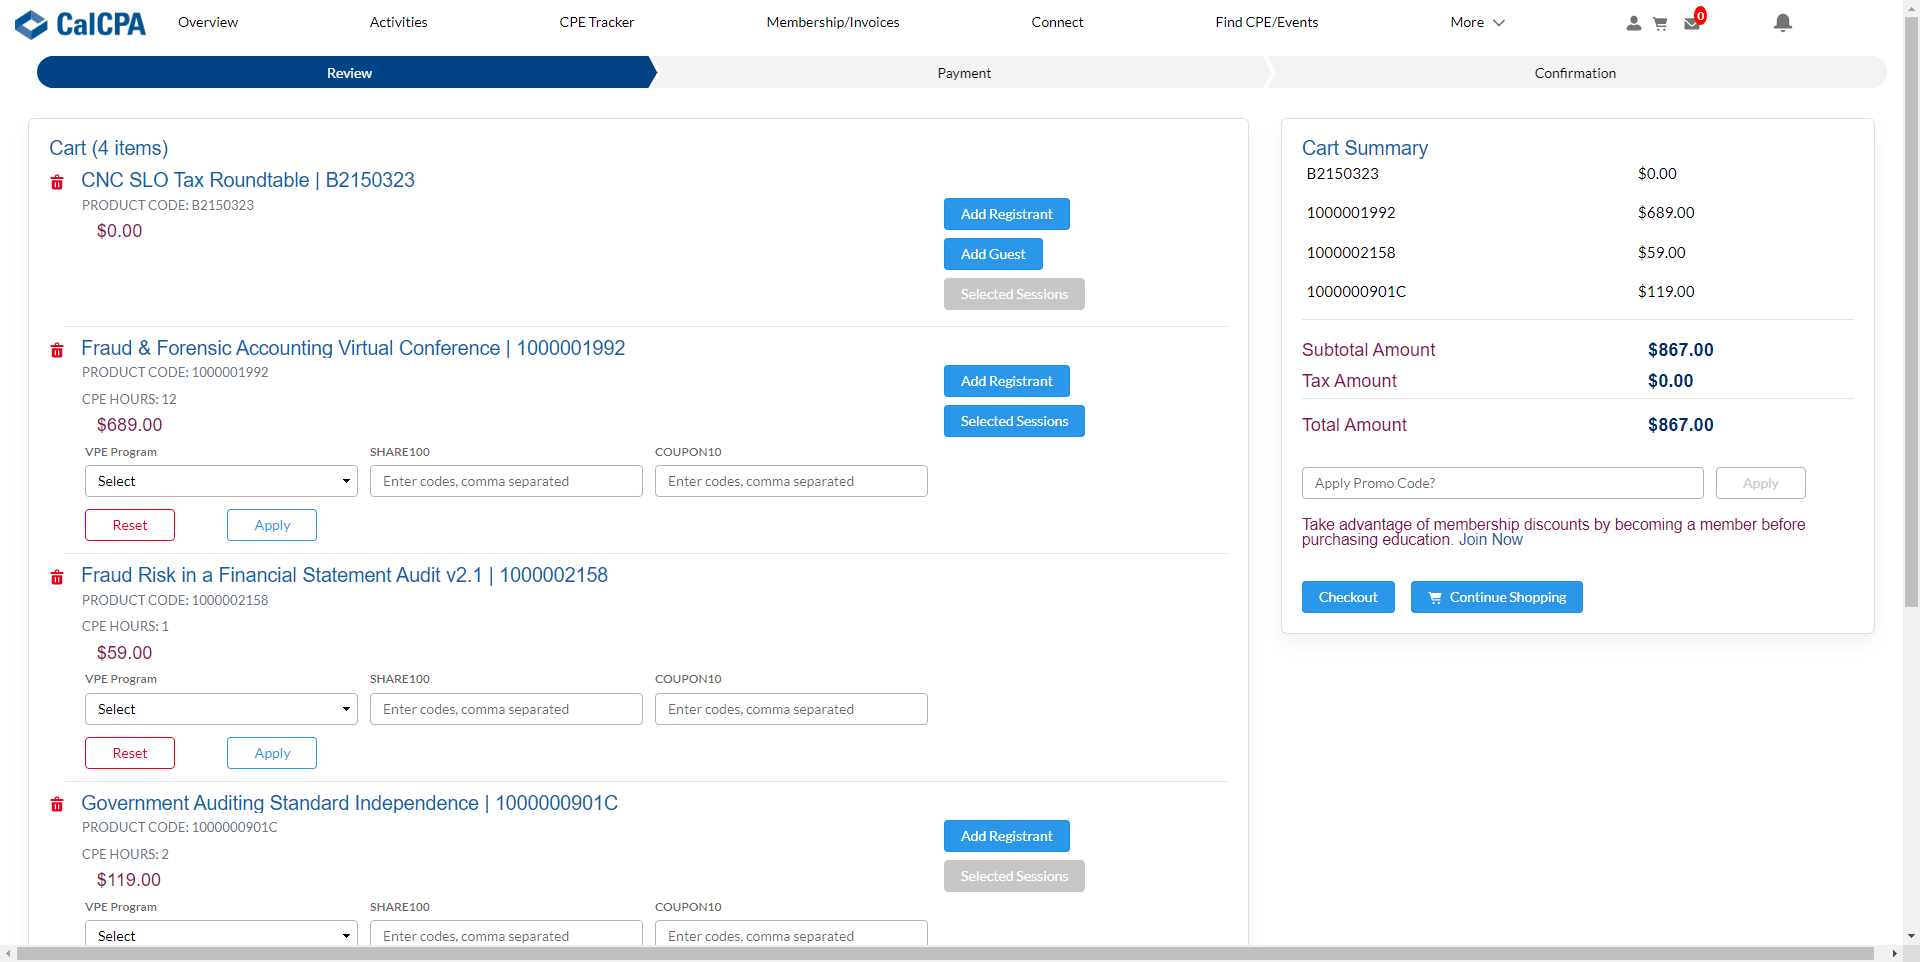 CalCPA
Overview
Activities
CPE Tracker
Membership/Invoices
Connect
Find CPE/Events
More
0
Review
Payment
Confirmation
Cart (4 items)
CNC SLO Tax Roundtable | B2150323
PRODUCT CODE: B2150323
$0.00
Add Registrant
Add Guest
Selected Sessions
Fraud & Forensic Accounting Virtual Conference | 1000001992
PRODUCT CODE: 1000001992
CPE HOURS: 12
$689.00
Add Registrant
Selected Sessions
VPE Program
SHARE100
COUPON10
Select
Enter codes, comma separated
Enter codes, comma separated
Reset
Apply
Fraud Risk in a Financial Statement Audit v2.1 | 1000002158
PRODUCT CODE: 1000002158
CPE HOURS: 1
$59.00
VPE Program
SHARE100
COUPON10
Select
Enter codes, comma separated
Enter codes, comma separated
Reset
Apply
Government Auditing Standard Independence | 1000000901C
PRODUCT CODE: 1000000901C
CPE HOURS: 2
$119.00
Add Registrant
Selected Sessions
VPE Program
SHARE100
COUPON10
Select
Enter codes, comma separated
Enter codes, comma separated
Cart Summary
B2150323 $0.00
1000001992 $689.00
1000002158 $59.00
1000000901C $119.00
Subtotal Amount $867.00
Tax Amount $0.00
Total Amount $867.00
Apply Promo Code?
Apply
Take advantage of membership discounts by becoming a member before
purchasing education. Join Now
Checkout
Continue Shopping